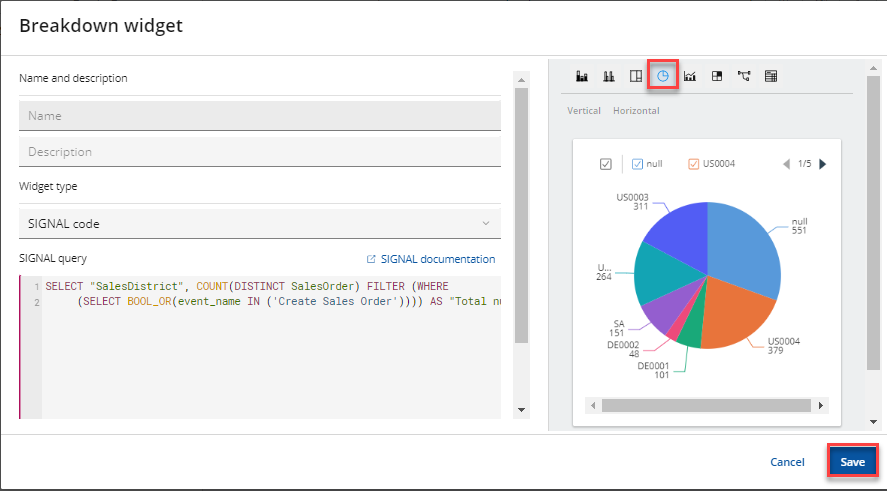 Breakdown widget
Name and description
Name
Description
Widget type
SIGNAL code
SIGNAL query
SIGNAL documentation
1 SELECT "SalesDistrict", COUNT(DISTINCT SalesOrder) FILTER (WHERE
2 (SELECT BOOL_OR(event_name IN ('Create Sales Order')))) AS "Total
Vertical Horizontal
null US0004 1/5
US0003
311
null
551
U...
264
SA
151
DE0002
48
DE0001
101
US0004
379
Cancel Save